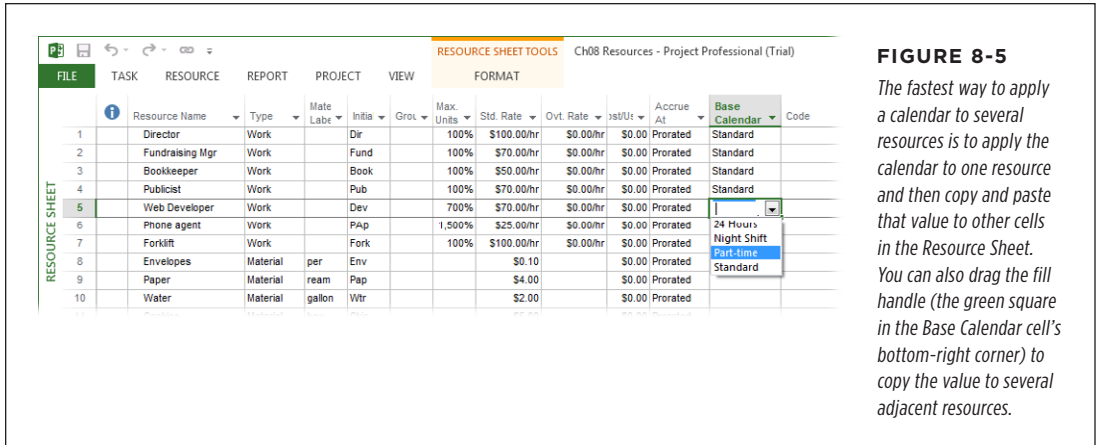 RESOURCE SHEET TOOLS Ch08 Resources - Project Professional (Trial)
FILE TASK RESOURCE REPORT PROJECT VIEW FORMAT
Resource Name Type Mate Labe Initia Grou Max. Units Std. Rate Ovt. Rate ost/Us Accrue At Base Calendar Code
1 Director Work Dir 100% $100.00/hr $0.00/hr $0.00 Prorated Standard
2 Fundraising Mgr Work Fund 100% $70.00/hr $0.00/hr $0.00 Prorated Standard
3 Bookkeeper Work Book 100% $50.00/hr $0.00/hr $0.00 Prorated Standard
4 Publicist Work Pub 100% $70.00/hr $0.00/hr $0.00 Prorated Standard
5 Web Developer Work Dev 700% $70.00/hr $0.00/hr $0.00 Prorated
6 Phone agent Work PAp 1,500% $25.00/hr $0.00/hr $0.00 Prorated
7 Forklift Work Fork 100% $100.00/hr $0.00/hr $0.00 Prorated
8 Envelopes Material per Env $0.10 $0.00 Prorated
9 Paper Material ream Pap $4.00 $0.00 Prorated
10 Water Material gallon Wtr $2.00 $0.00 Prorated
24 Hours
Night Shift
Part-time
Standard
RESOURCE SHEET
FIGURE 8-5
The fastest way to apply
a calendar to several
resources is to apply the
calendar to one resource
and then copy and paste
that value to other cells
in the Resource Sheet.
You can also drag the fill
handle (the green square
in the Base Calendar cell's
bottom-right corner) to
copy the value to several
adjacent resources.